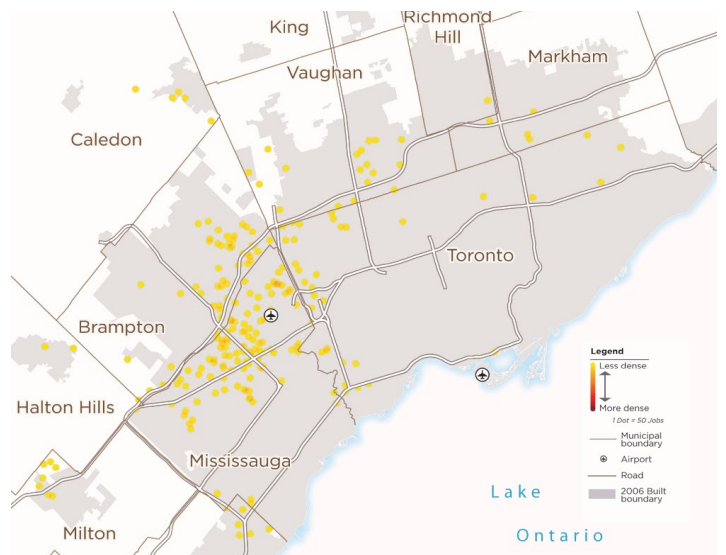 King
Richmond
Hill
Markham
Vaughan
Caledon
Toronto
Brampton
Halton Hills
Mississauga
Milton
Lake
Ontario
Legend
Less dense
More dense
1 Dot = 50 Jobs
Municipal
boundary
Airport
Road
2006 Built
boundary